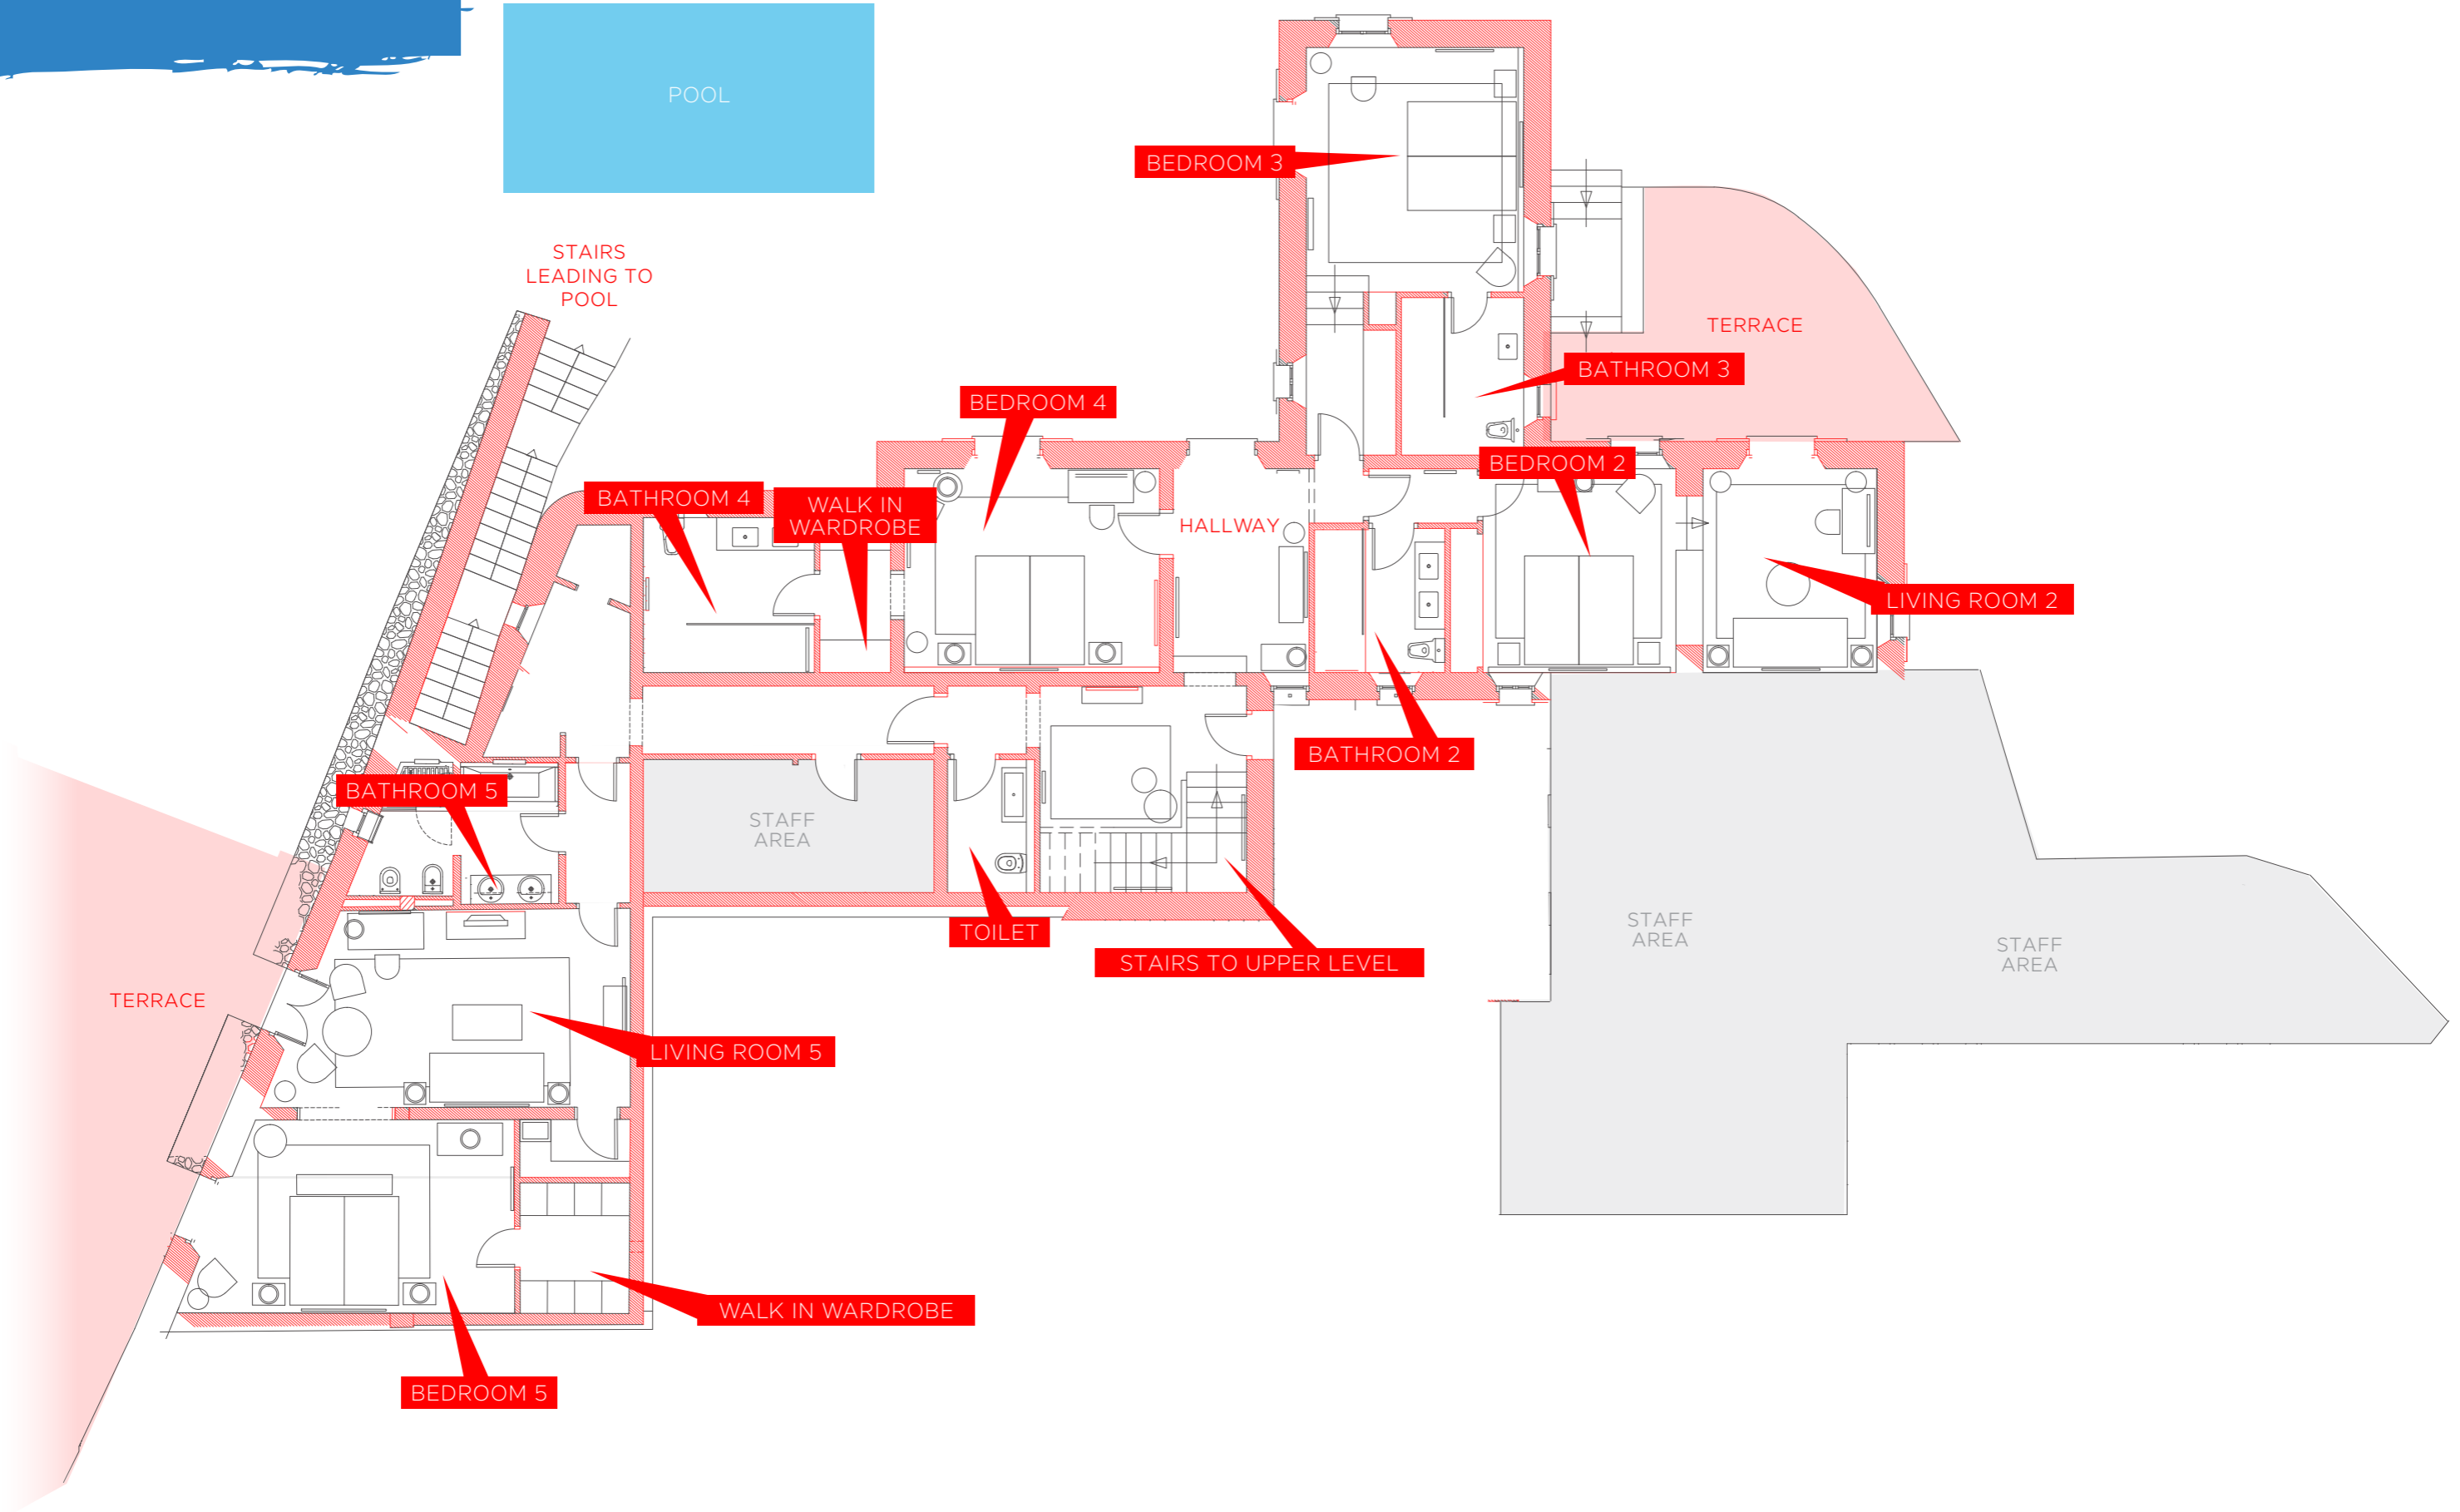 POOL
BEDROOM 3
STAIRS
LEADING TO
POOL
TERRACE
BATHROOM 3
BEDROOM 4
BEDROOM 2
BATHROOM 4
WALK IN
WARDROBE
HALLWAY
LIVING ROOM 2
BATHROOM 2
BATHROOM 5
STAFF
AREA
TOILET
STAIRS TO UPPER LEVEL
STAFF
AREA
STAFF
AREA
TERRACE
LIVING ROOM 5
WALK IN WARDROBE
BEDROOM 5